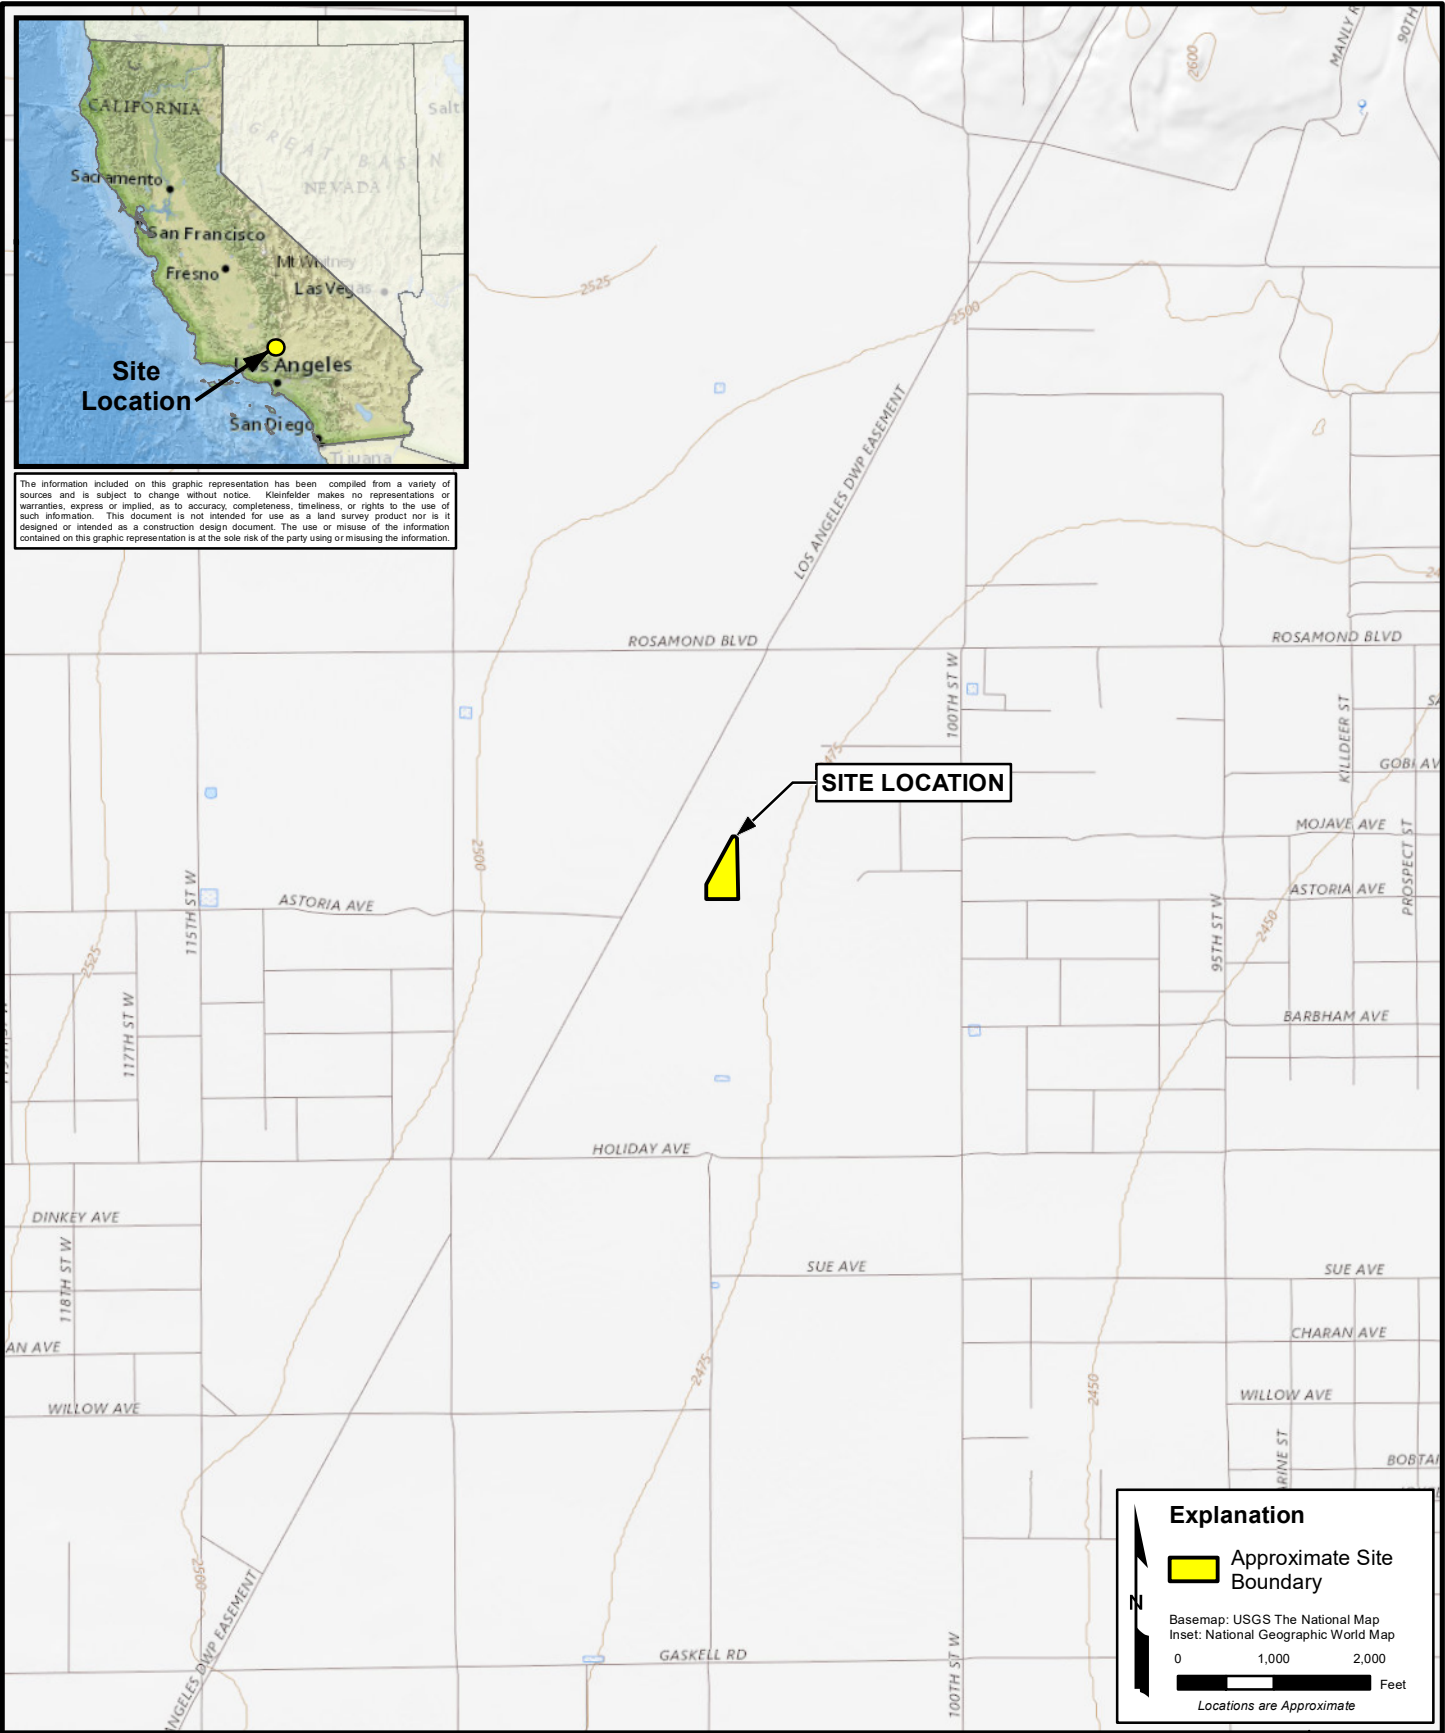 CALIFORNIA
Salt
GREAT BASIN
NEVADA
Sacramento
San Francisco
Fresno
Mt Whitney
Las Vegas
Los Angeles
San Diego
Tijuana
Site
Location
The information included on this graphic representation has been compiled from a variety of
sources and is subject to change without notice. Kleinfelder makes no representations or
warranties, express or implied, as to accuracy, completeness, timeliness, or rights to the use of
such information. This document is not intended for use as a land survey product nor is it
designed or intended as a construction design document. The use or misuse of the information
contained on this graphic representation is at the sole risk of the party using or misusing the information.
MANLY R
90TH
2600
2525
2500
LOS ANGELES DWP EASEMENT
24
ROSAMOND BLVD
ROSAMOND BLVD
100TH ST W
KILLDEER ST
SA
475
GOBI AV
SITE LOCATION
MOJAVE AVE
PROSPECT ST
2500
115TH ST W
ASTORIA AVE
ASTORIA AVE
95TH ST W
2450
2525
117TH ST W
BARBHAM AVE
HOLIDAY AVE
DINKEY AVE
118TH ST W
SUE AVE
SUE AVE
AN AVE
CHARAN AVE
2475
2450
WILLOW AVE
WILLOW AVE
ARINE ST
BOBTAI
2500
ANGELES DWP EASEMENT
GASKELL RD
100TH ST W
Explanation
Approximate Site
Boundary
N
Basemap: USGS The National Map
Inset: National Geographic World Map
0 1,000 2,000
Feet
Locations are Approximate